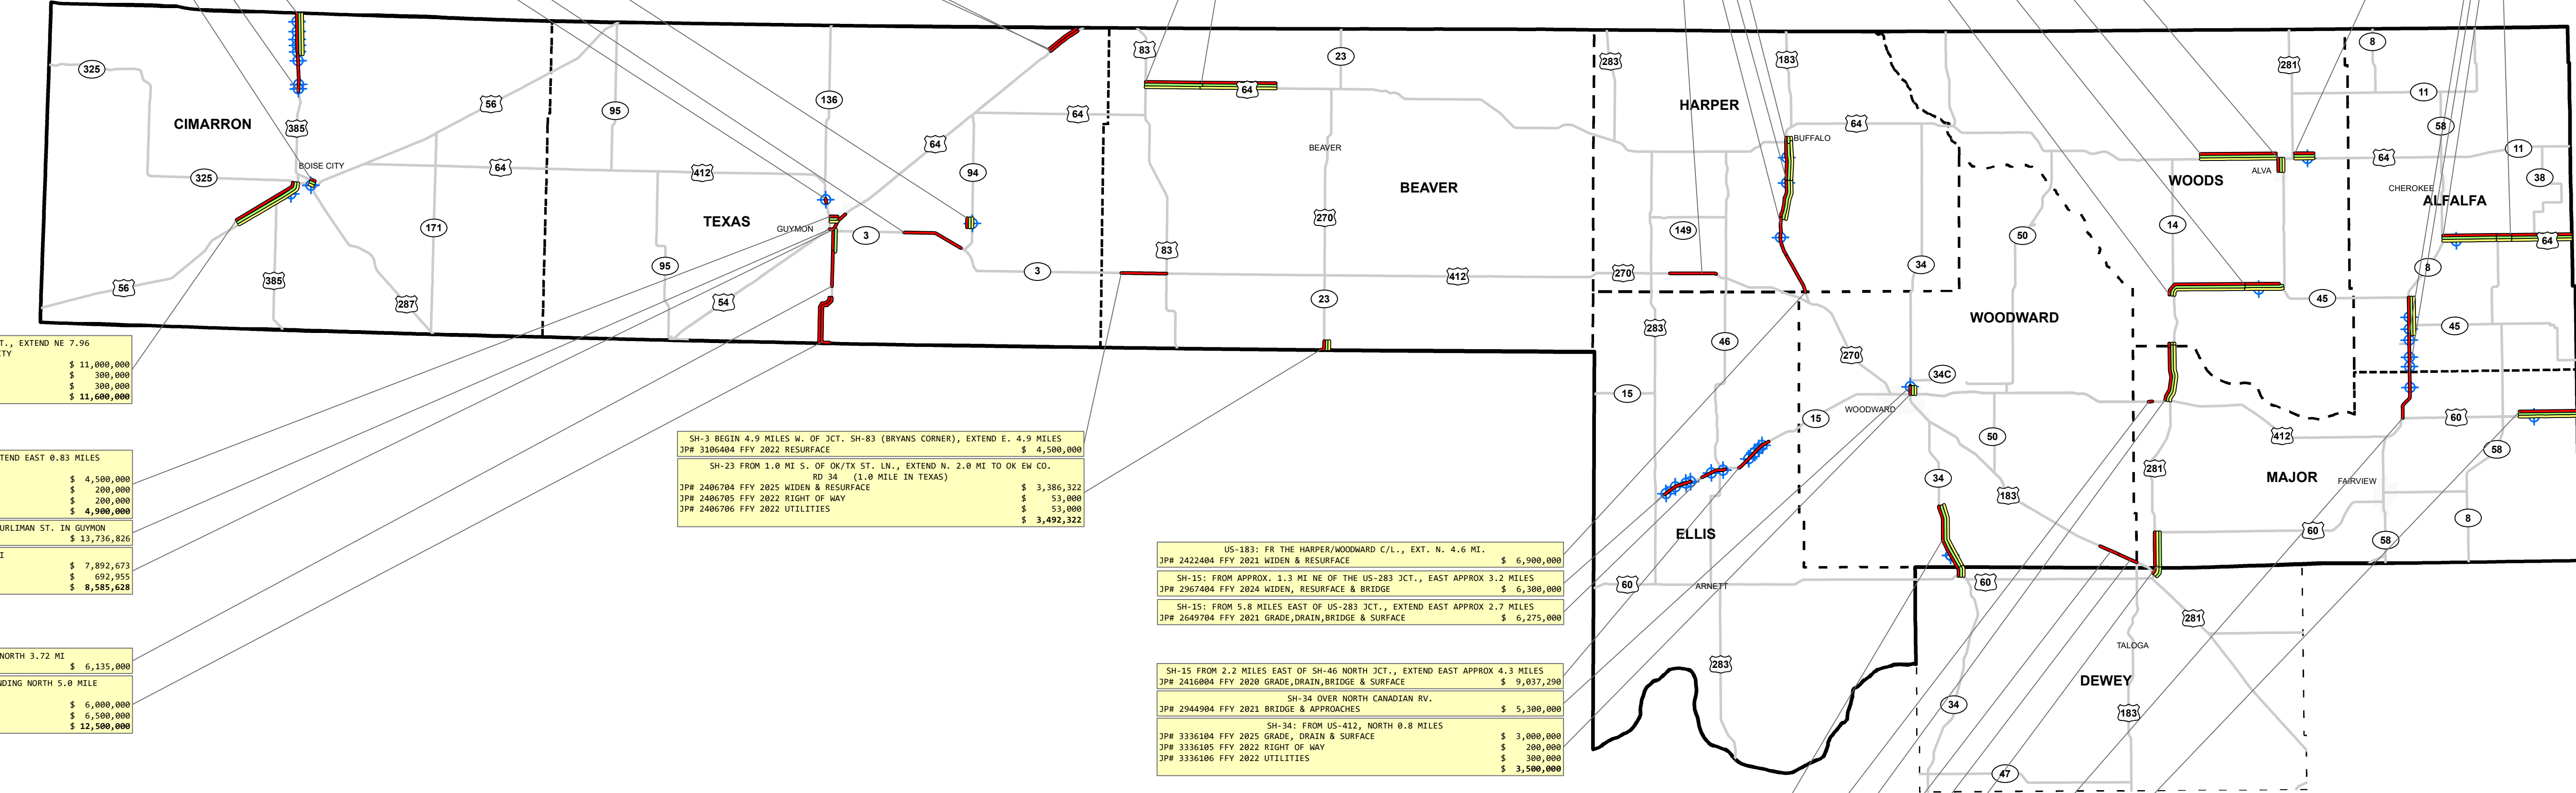 83
23
283
183
281
8
325
56
95
136
64
64
11
CIMARRON
385
64
HARPER
64
58
BUFFALO
64
BEAVER
11
BOISE CITY
64
412
94
WOODS
ALVA
64
325
BEAVER
CHEROKEE
38
TEXAS
270
ALFALFA
171
GUYMON
3
149
50
14
64
95
83
34
8
385
3
412
270
56
287
54
23
45
WOODWARD
283
46
45
270
34C
15
WOODWARD
15
60
50
412
58
281
34
MAJOR
FAIRVIEW
183
8
ELLIS
60
58
60
ARNETT
60
281
TALOGA
283
DEWEY
34
183
47
T., EXTEND NE 7.96
ITY
$ 11,000,000
$ 300,000
$ 300,000
$ 11,600,000
TEND EAST 0.83 MILES
$ 4,500,000
$ 200,000
$ 200,000
$ 4,900,000
URLIMAN ST. IN GUYMON
$ 13,736,826
I
$ 7,892,673
$ 692,955
$ 8,585,628
NORTH 3.72 MI
$ 6,135,000
NDING NORTH 5.0 MILE
$ 6,000,000
$ 6,500,000
$ 12,500,000
SH-3 BEGIN 4.9 MILES W. OF JCT. SH-83 (BRYANS CORNER), EXTEND E. 4.9 MILES
JP# 3106404 FFY 2022 RESURFACE $ 4,500,000
SH-23 FROM 1.0 MI S. OF OK/TX ST. LN., EXTEND N. 2.0 MI TO OK EW CO.
RD 34 (1.0 MILE IN TEXAS)
JP# 2406704 FFY 2025 WIDEN & RESURFACE $ 3,386,322
JP# 2406705 FFY 2022 RIGHT OF WAY $ 53,000
JP# 2406706 FFY 2022 UTILITIES $ 53,000
$ 3,492,322
US-183: FR THE HARPER/WOODWARD C/L., EXT. N. 4.6 MI.
JP# 2422404 FFY 2021 WIDEN & RESURFACE $ 6,900,000
SH-15: FROM APPROX. 1.3 MI NE OF THE US-283 JCT., EAST APPROX 3.2 MILES
JP# 2967404 FFY 2024 WIDEN, RESURFACE & BRIDGE $ 6,300,000
SH-15: FROM 5.8 MILES EAST OF US-283 JCT., EXTEND EAST APPROX 2.7 MILES
JP# 2649704 FFY 2021 GRADE,DRAIN,BRIDGE & SURFACE $ 6,275,000
SH-15 FROM 2.2 MILES EAST OF SH-46 NORTH JCT., EXTEND EAST APPROX 4.3 MILES
JP# 2416004 FFY 2020 GRADE,DRAIN,BRIDGE & SURFACE $ 9,037,290
SH-34 OVER NORTH CANADIAN RV.
JP# 2944904 FFY 2021 BRIDGE & APPROACHES $ 5,300,000
SH-34: FROM US-412, NORTH 0.8 MILES
JP# 3336104 FFY 2025 GRADE, DRAIN & SURFACE $ 3,000,000
JP# 3336105 FFY 2022 RIGHT OF WAY $ 200,000
JP# 3336106 FFY 2022 UTILITIES $ 300,000
$ 3,500,000